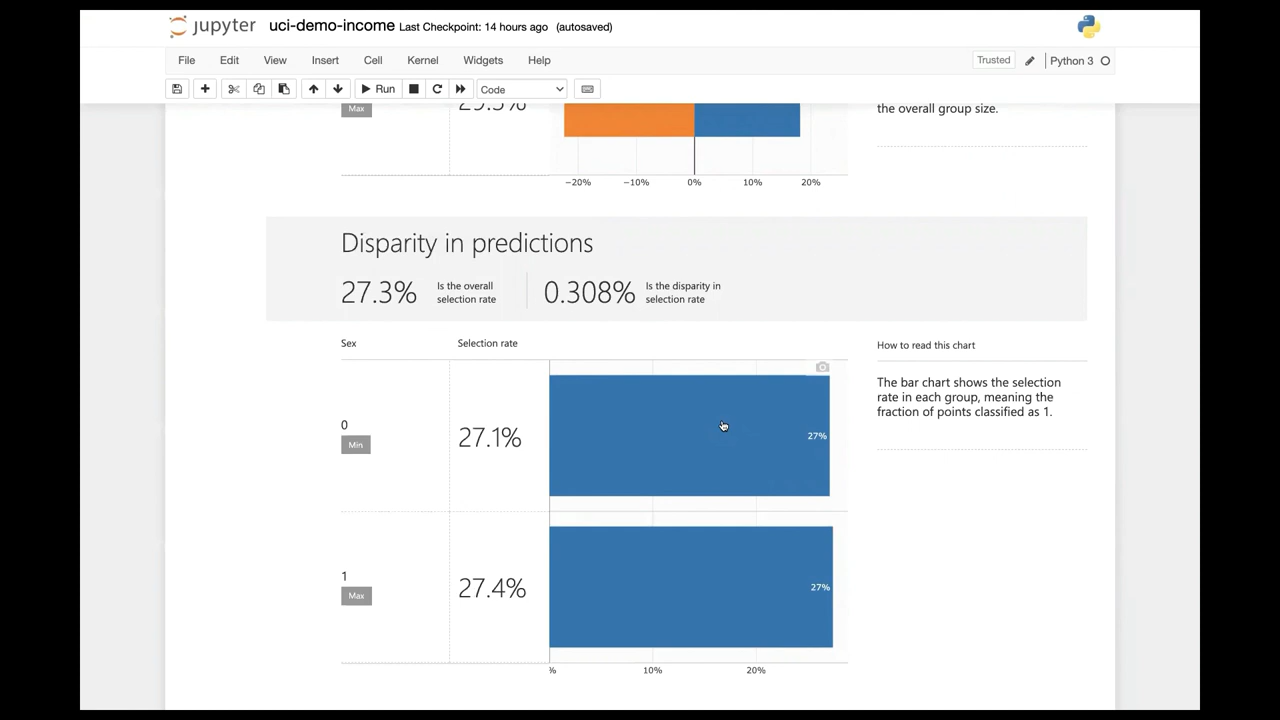 jupyter uci-demo-income Last Checkpoint: 14 hours ago (autosaved)
File Edit View Insert Cell Kernel Widgets Help Trusted Python 3
Run Code
Max
the overall group size.
−20% −10% 0% 10% 20%
Disparity in predictions
27.3% Is the overall selection rate
0.308% Is the disparity in selection rate
Sex Selection rate
How to read this chart
The bar chart shows the selection
rate in each group, meaning the
fraction of points classified as 1.
0
Min
27.1%
27%
1
Max
27.4%
27%
% 10% 20%